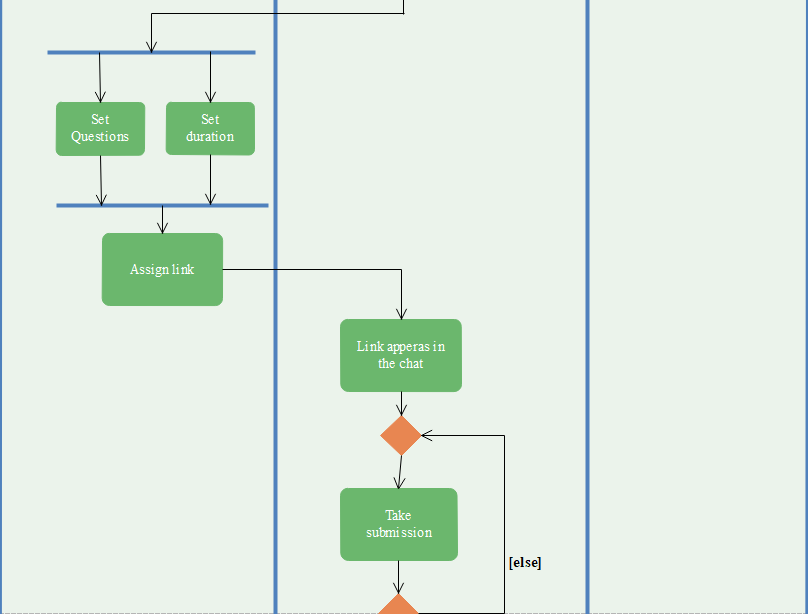 Set
Questions
Set
duration
Assign link
Link apperas in
the chat
Take
submission
[else]